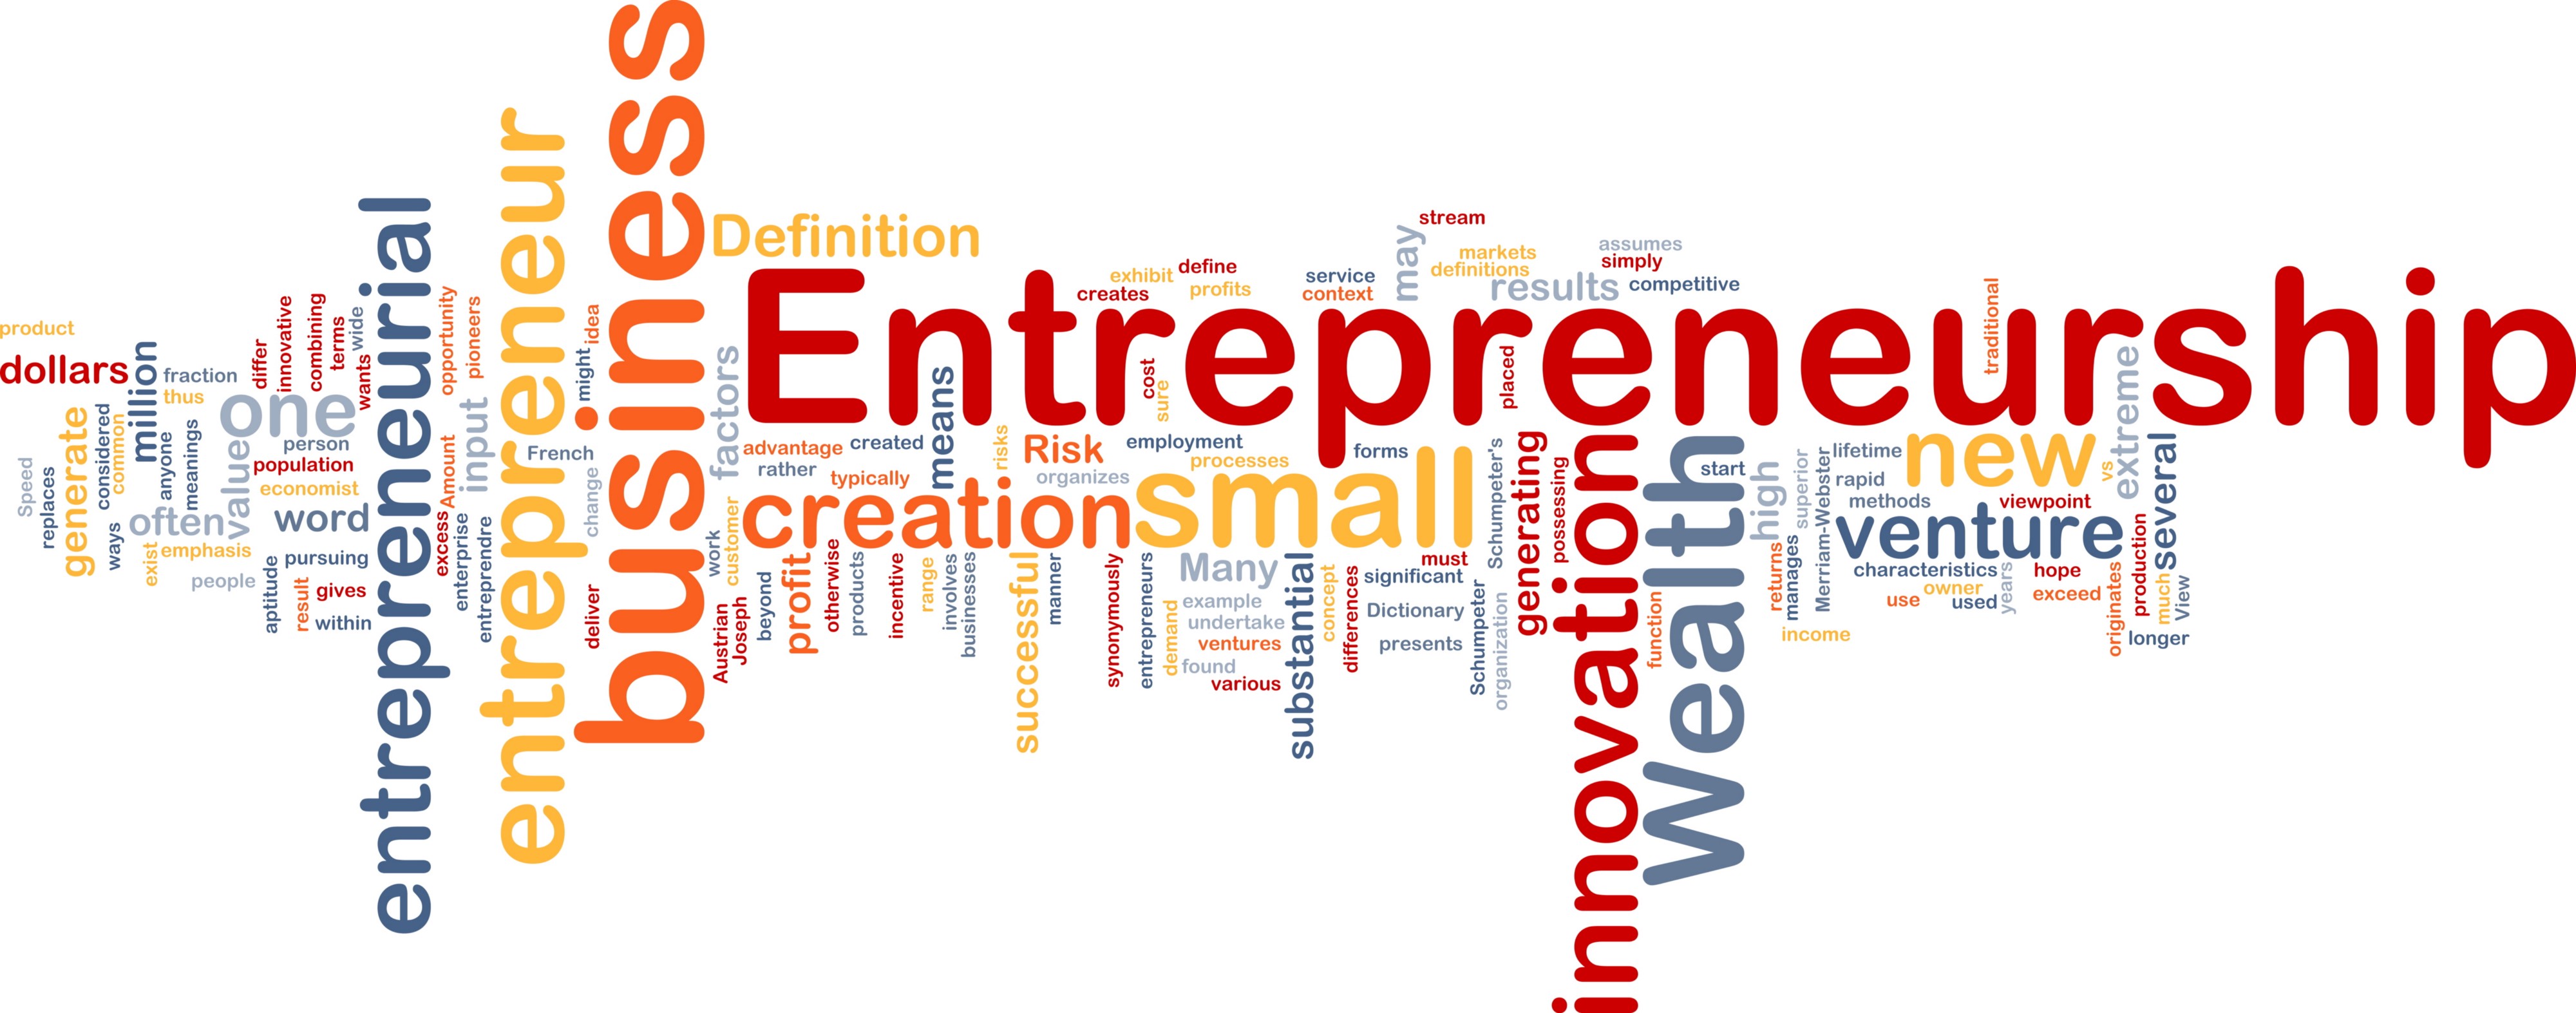 product
dollars
Speed
replaces
generate
considered
common
ways
million
anyone
exist
fraction
thus
meanings
often
emphasis
people
value
one
differ
innovative
combining
terms
wide
wants
person
population
economist
word
pursuing
aptitude
result
gives
within
entrepreneurial
opportunity
pioneers
input
Amount
excess
enterprise
entreprendre
entrepreneur
idea
might
French
change
deliver
business
Definition
factors
work
customer
Austrian
Joseph
Entrepreneurship
exhibit
define
creates
profits
service
context
may
stream
markets
definitions
results
assumes
simply
competitive
traditional
cost
sure
placed
extreme
advantage
created
rather
typically
means
risks
Risk
organizes
employment
processes
forms
creation
small
beyond
profit
otherwise
products
incentive
range
involves
businesses
successful
manner
synonymously
entrepreneurs
demand
Many
example
undertake
ventures
found
various
substantial
concept
differences
must
significant
Dictionary
presents
Schumpeter's
Schumpeter
organization
generating
possessing
innovation
function
Wealth
start
high
returns
manages
superior
Merriam-Webster
income
lifetime
rapid
methods
new
viewpoint
vs
venture
characteristics
owner
use
used
years
hope
exceed
originates
production
much
several
View
longer